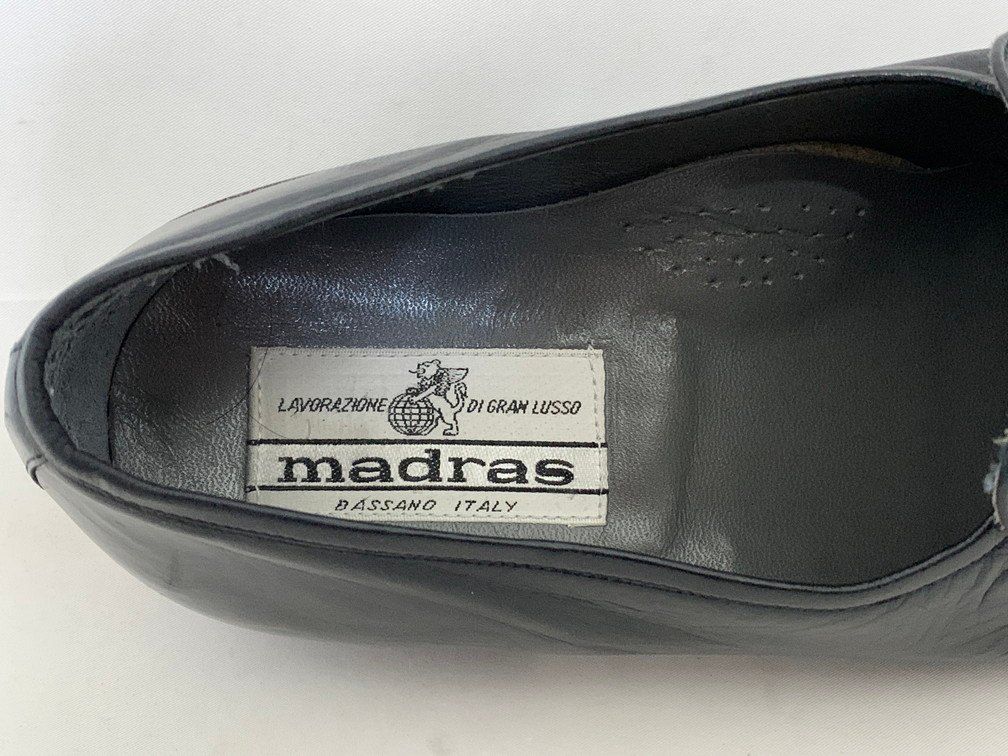 LAVORAZIONE DI GRAN LUSSO
madras
BASSANO ITALY